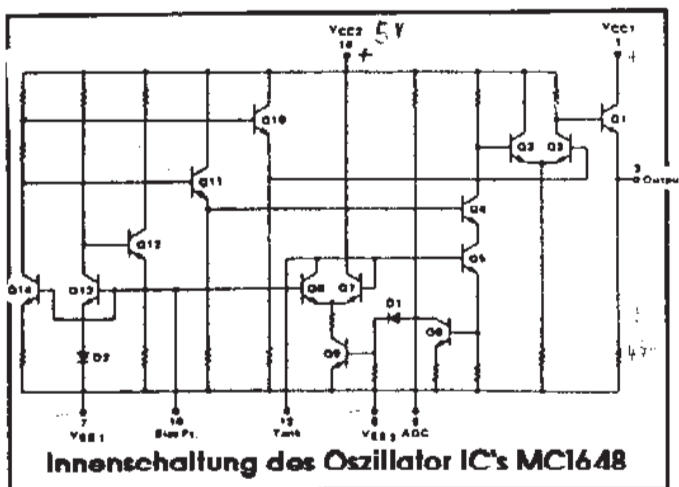 VCC2
14
+ 5V
VCC1
1
+
Q10
Q2
Q3
Q1
3
Output
Q11
Q4
Q12
Q5
Q14
Q13
Q6
Q7
D1
Q8
D2
Q9
47
7
VEE1
10
Bias Pt.
12
Tank
8
VEE2
5
AGC
Innenschaltung des Oszillator IC's MC1648